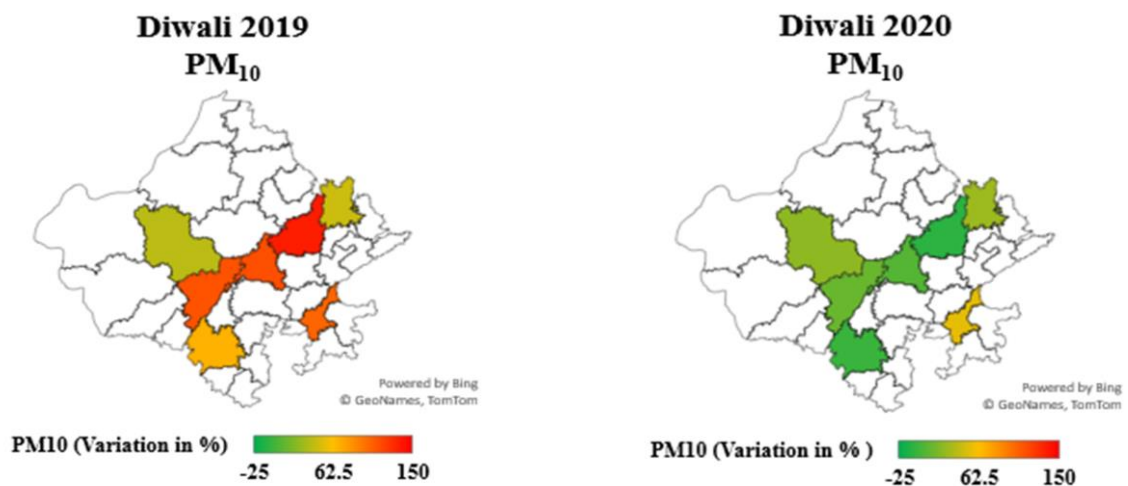 Diwali 2019
PM₁₀
Powered by Bing
© GeoNames, TomTom
PM10 (Variation in %)
-25 62.5 150
Diwali 2020
PM₁₀
Powered by Bing
© GeoNames, TomTom
PM10 (Variation in % )
-25 62.5 150